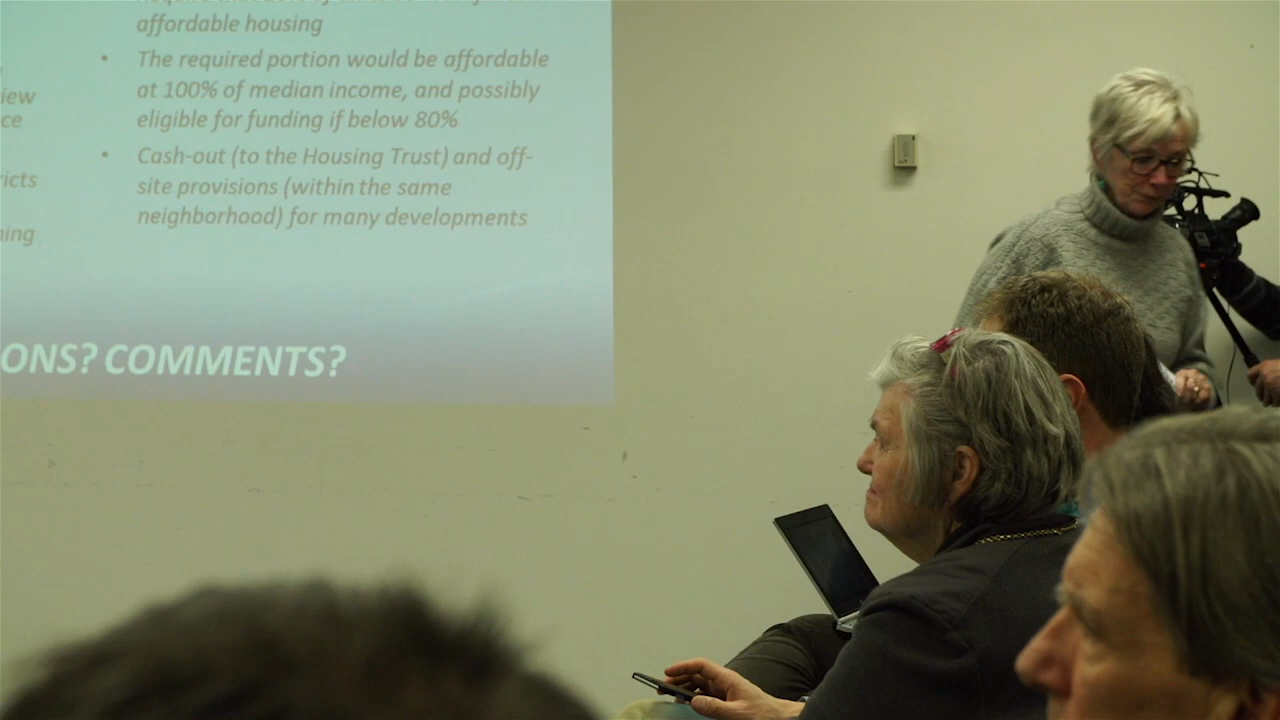 affordable housing
• The required portion would be affordable
at 100% of median income, and possibly
eligible for funding if below 80%
• Cash-out (to the Housing Trust) and off-
site provisions (within the same
neighborhood) for many developments
iew
ce
ricts
ning
ONS? COMMENTS?